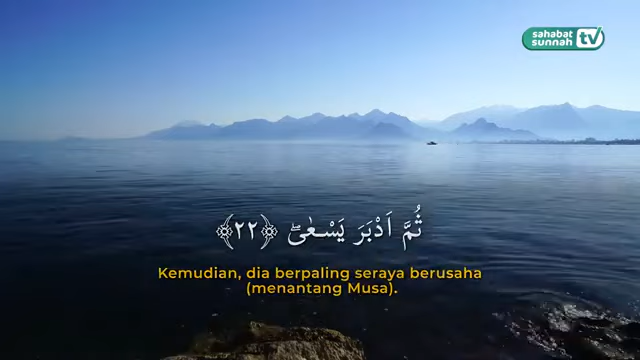 sahabat
sunnah tv
ثُمَّ اَدْبَرَ يَسْعٰىۖ ﴿٢٢﴾
Kemudian, dia berpaling seraya berusaha
(menantang Musa).